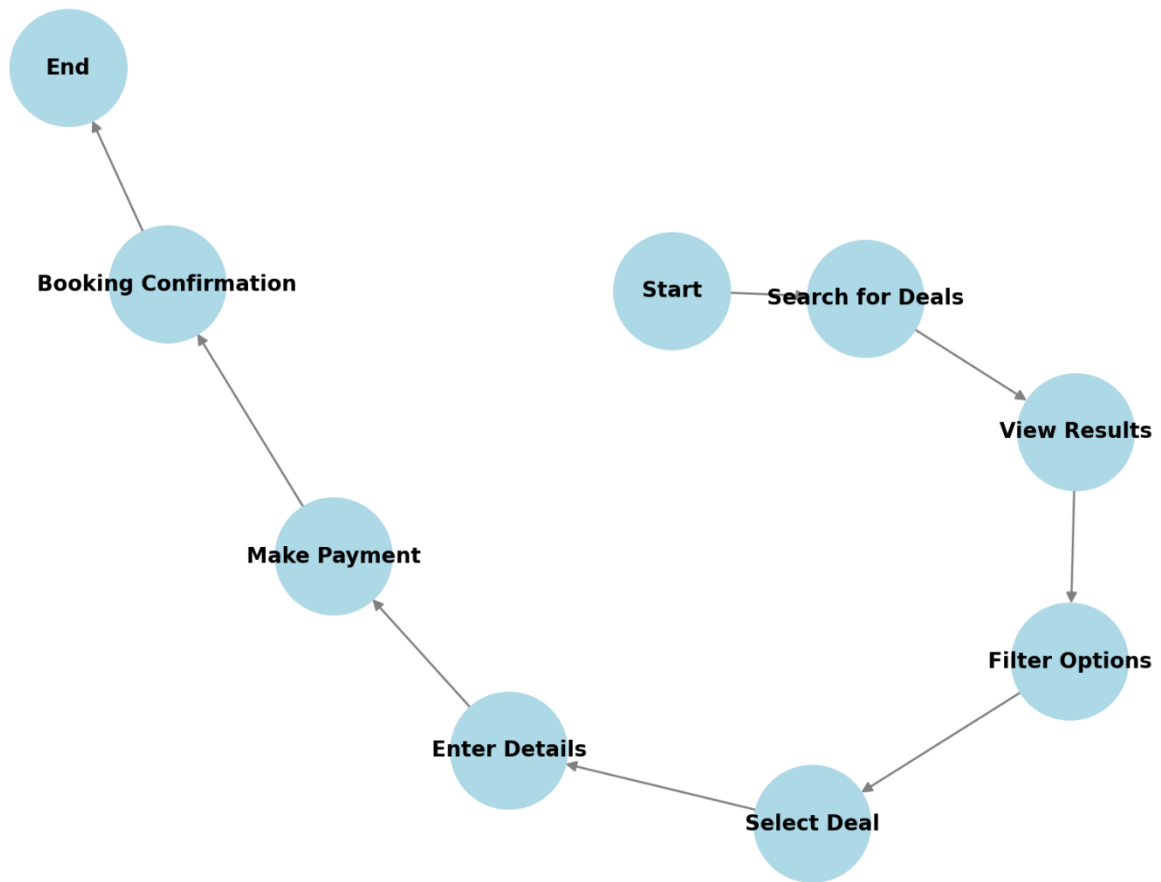 End
Booking Confirmation
Start
Search for Deals
View Results
Make Payment
Filter Options
Enter Details
Select Deal